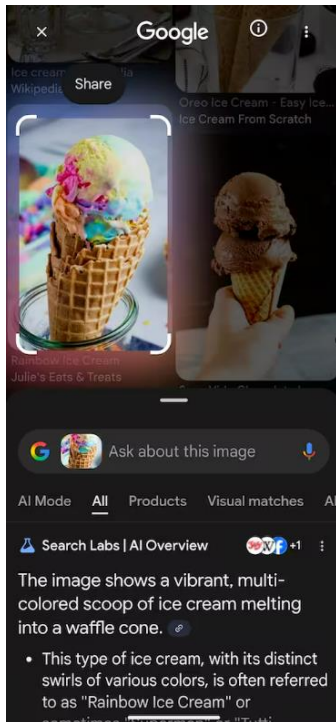 Google
Ice cream
Wikipedia
Share
Oreo Ice Cream - Easy Ice...
Ice Cream From Scratch
Rainbow Ice Cream
Julie's Eats & Treats
Ask about this image
AI Mode
All
Products
Visual matches
Search Labs | AI Overview
+1
The image shows a vibrant, multi-
colored scoop of ice cream melting
into a waffle cone.
• This type of ice cream, with its distinct
swirls of various colors, is often referred
to as "Rainbow Ice Cream" or